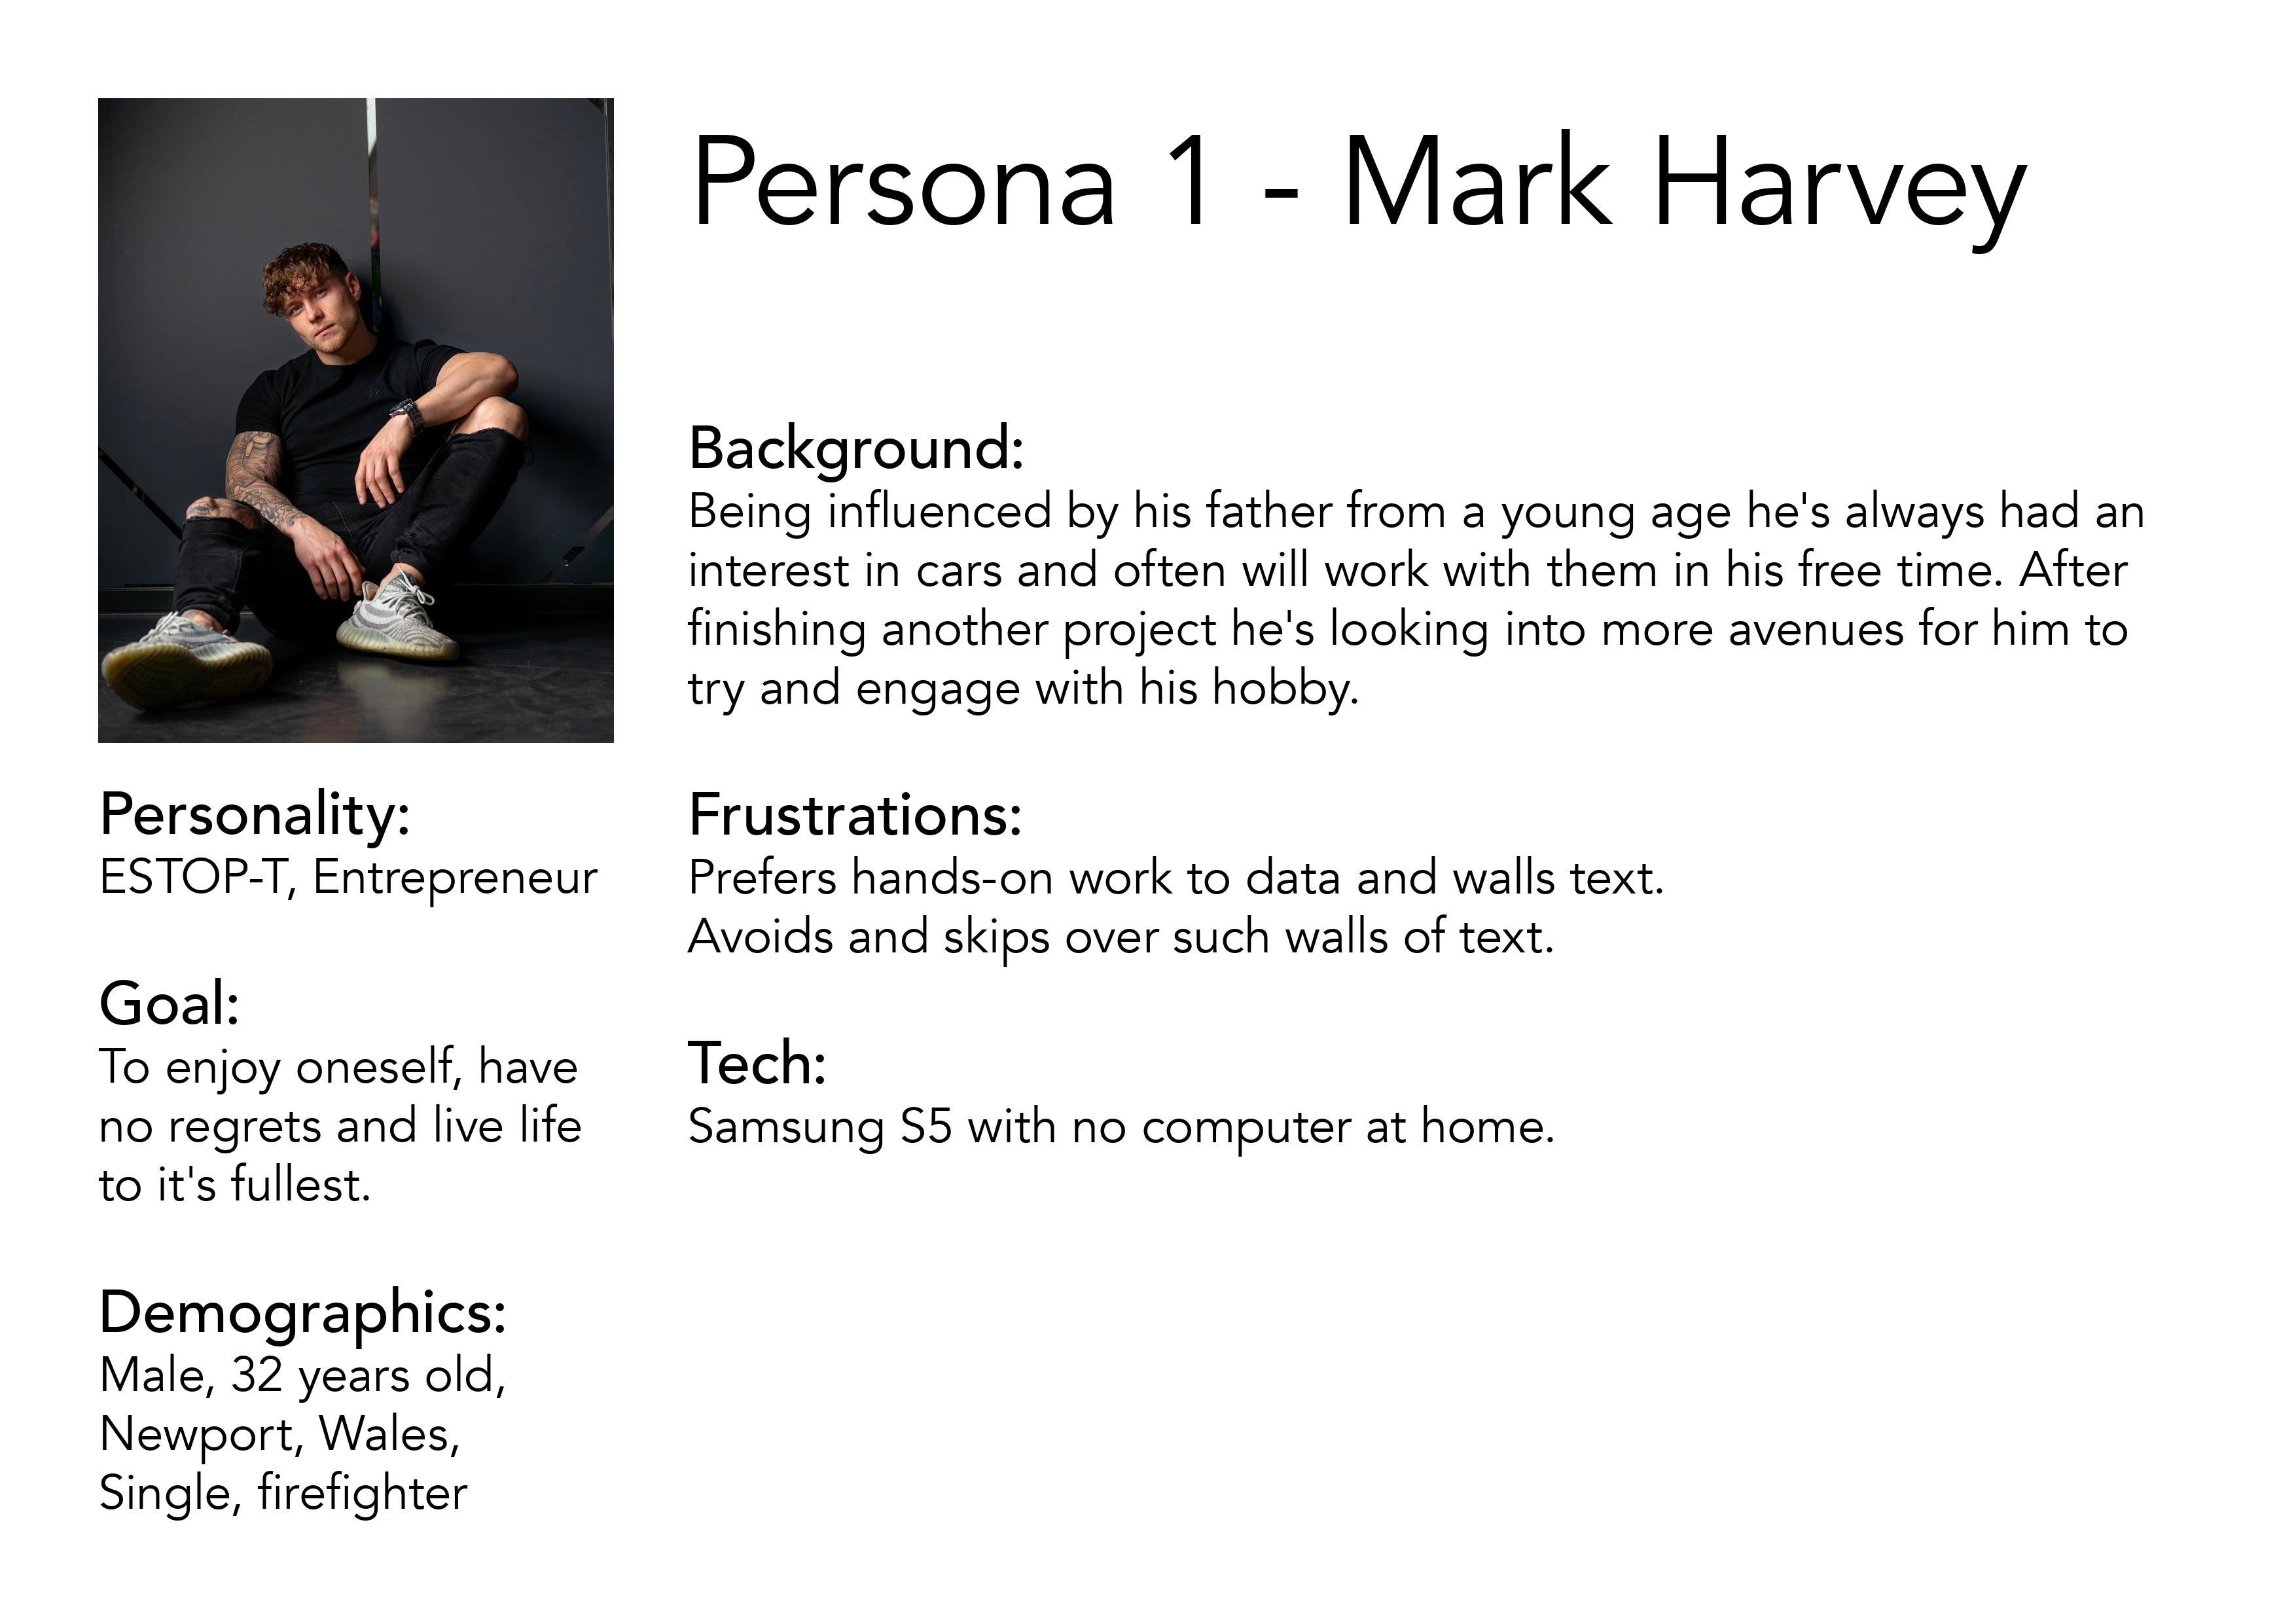 Persona 1 - Mark Harvey
Background:
Being influenced by his father from a young age he's always had an
interest in cars and often will work with them in his free time. After
finishing another project he's looking into more avenues for him to
try and engage with his hobby.
Personality:
ESTOP-T, Entrepreneur
Goal:
To enjoy oneself, have
no regrets and live life
to it's fullest.
Demographics:
Male, 32 years old,
Newport, Wales,
Single, firefighter
Frustrations:
Prefers hands-on work to data and walls text.
Avoids and skips over such walls of text.
Tech:
Samsung S5 with no computer at home.